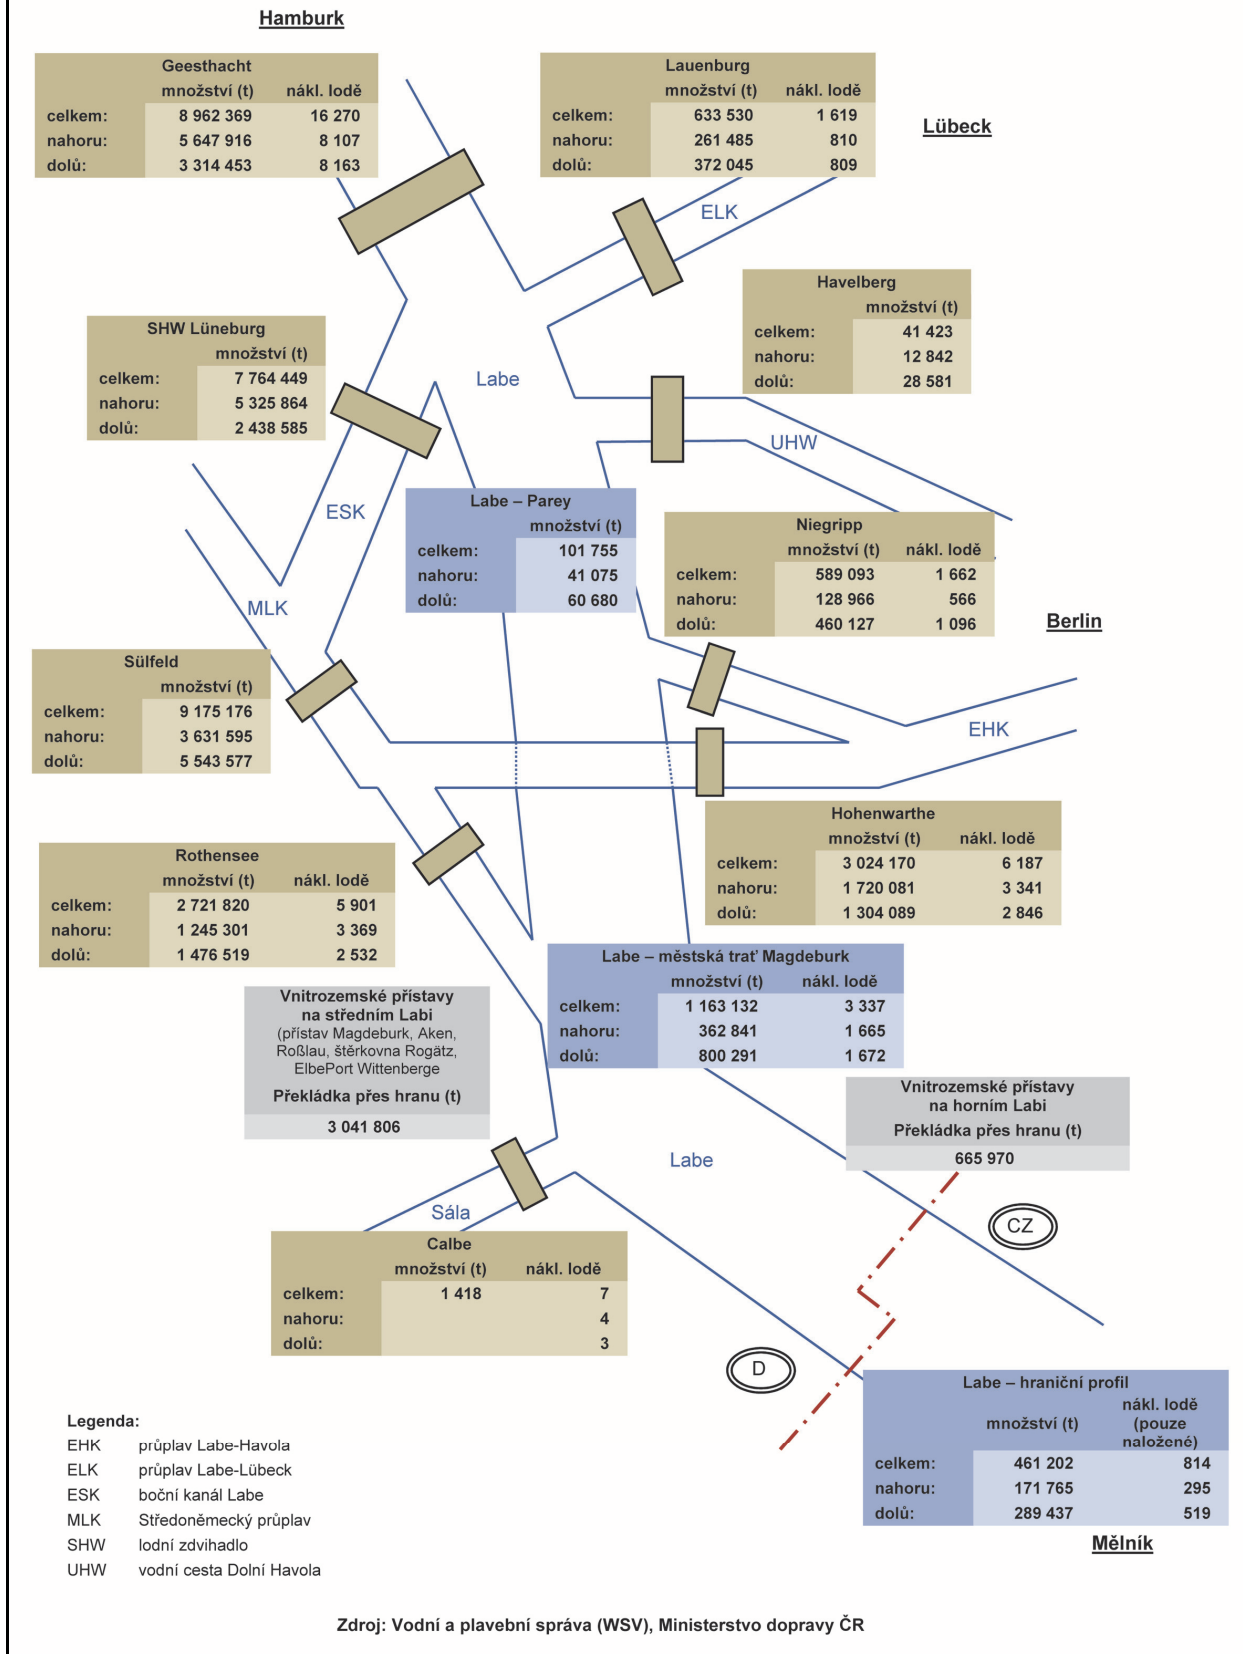 Hamburk
Geesthacht
množství (t) nákl. lodě
celkem: 8 962 369 16 270
nahoru: 5 647 916 8 107
dolů: 3 314 453 8 163
Lauenburg
množství (t) nákl. lodě
celkem: 633 530 1 619
nahoru: 261 485 810
dolů: 372 045 809
Lübeck
ELK
Havelberg
množství (t)
celkem: 41 423
nahoru: 12 842
dolů: 28 581
SHW Lüneburg
množství (t)
celkem: 7 764 449
nahoru: 5 325 864
dolů: 2 438 585
Labe
UHW
ESK
Labe – Parey
množství (t)
celkem: 101 755
nahoru: 41 075
dolů: 60 680
Niegripp
množství (t) nákl. lodě
celkem: 589 093 1 662
nahoru: 128 966 566
dolů: 460 127 1 096
MLK
Berlin
Sülfeld
množství (t)
celkem: 9 175 176
nahoru: 3 631 595
dolů: 5 543 577
EHK
Hohenwarthe
množství (t) nákl. lodě
celkem: 3 024 170 6 187
nahoru: 1 720 081 3 341
dolů: 1 304 089 2 846
Rothensee
množství (t) nákl. lodě
celkem: 2 721 820 5 901
nahoru: 1 245 301 3 369
dolů: 1 476 519 2 532
Labe – městská trať Magdeburk
množství (t) nákl. lodě
celkem: 1 163 132 3 337
nahoru: 362 841 1 665
dolů: 800 291 1 672
Vnitrozemské přístavy
na středním Labi
(přístav Magdeburk, Aken,
Roßlau, štěrkovna Rogätz,
ElbePort Wittenberge
Překládka přes hranu (t)
3 041 806
Vnitrozemské přístavy
na horním Labi
Překládka přes hranu (t)
665 970
Labe
Sála
CZ
Calbe
množství (t) nákl. lodě
celkem: 1 418 7
nahoru: 4
dolů: 3
D
Labe – hraniční profil
množství (t) nákl. lodě
(pouze
naložené)
celkem: 461 202 814
nahoru: 171 765 295
dolů: 289 437 519
Mělník
Legenda:
EHK průplav Labe-Havola
ELK průplav Labe-Lübeck
ESK boční kanál Labe
MLK Středoněmecký průplav
SHW lodní zdvihadlo
UHW vodní cesta Dolní Havola
Zdroj: Vodní a plavební správa (WSV), Ministerstvo dopravy ČR